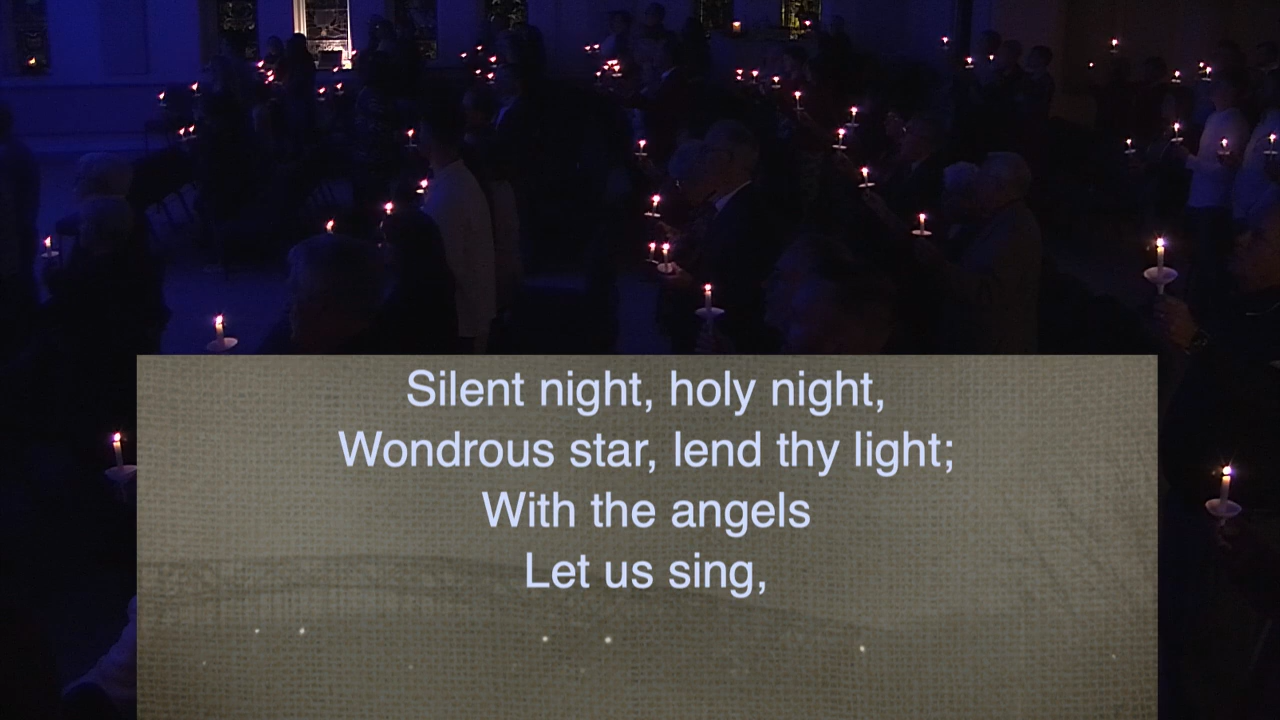 Silent night, holy night,
Wondrous star, lend thy light;
With the angels
Let us sing,